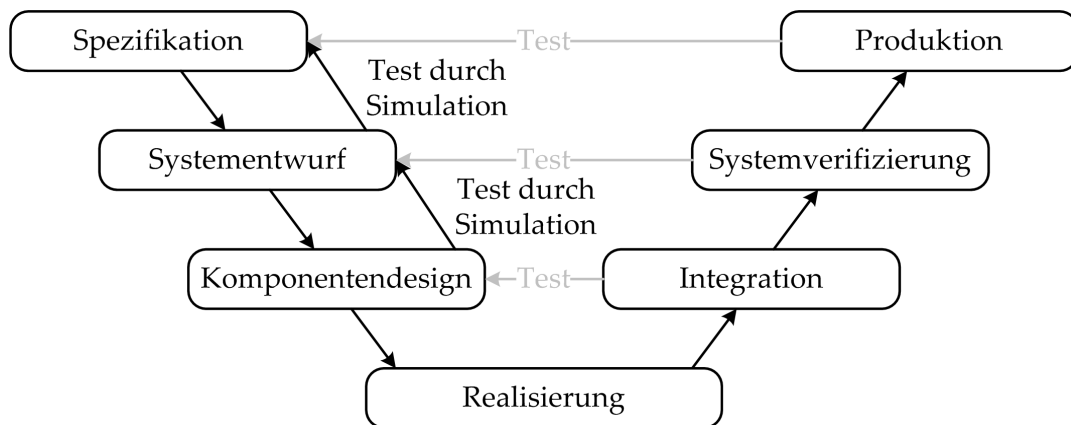 Spezifikation
Test
Produktion
Test durch
Simulation
Systementwurf
Test
Systemverifizierung
Test durch
Simulation
Komponentendesign
Test
Integration
Realisierung